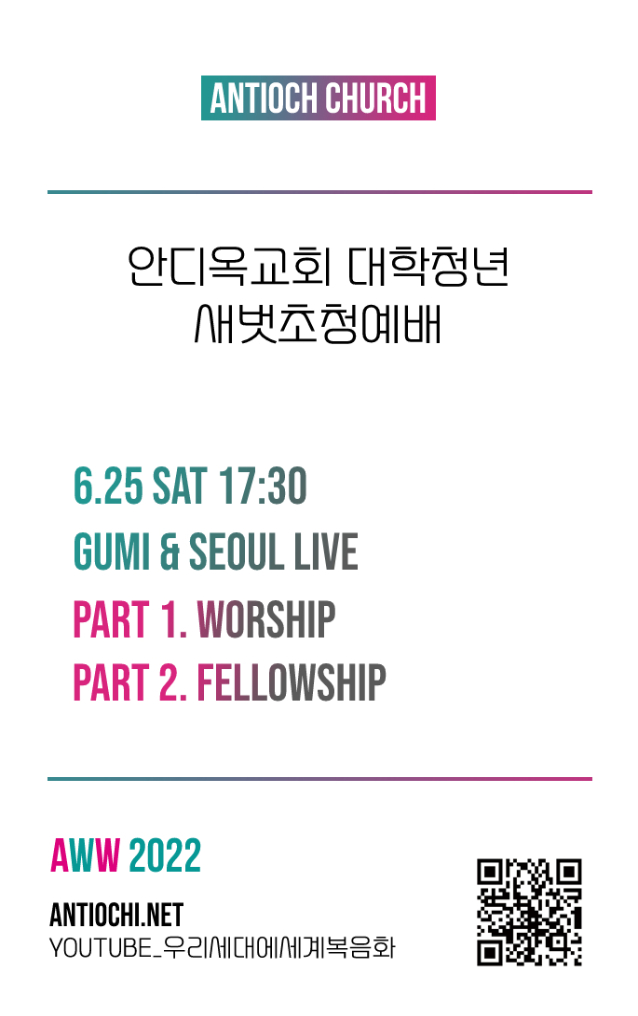 ANTIOCH CHURCH
안디옥교회 대학청년
새벗초청예배
6.25 SAT 17:30
GUMI & SEOUL LIVE
PART 1. WORSHIP
PART 2. FELLOWSHIP
AWW 2022
ANTIOCHI.NET
YOUTUBE_우리세대에세계복음화